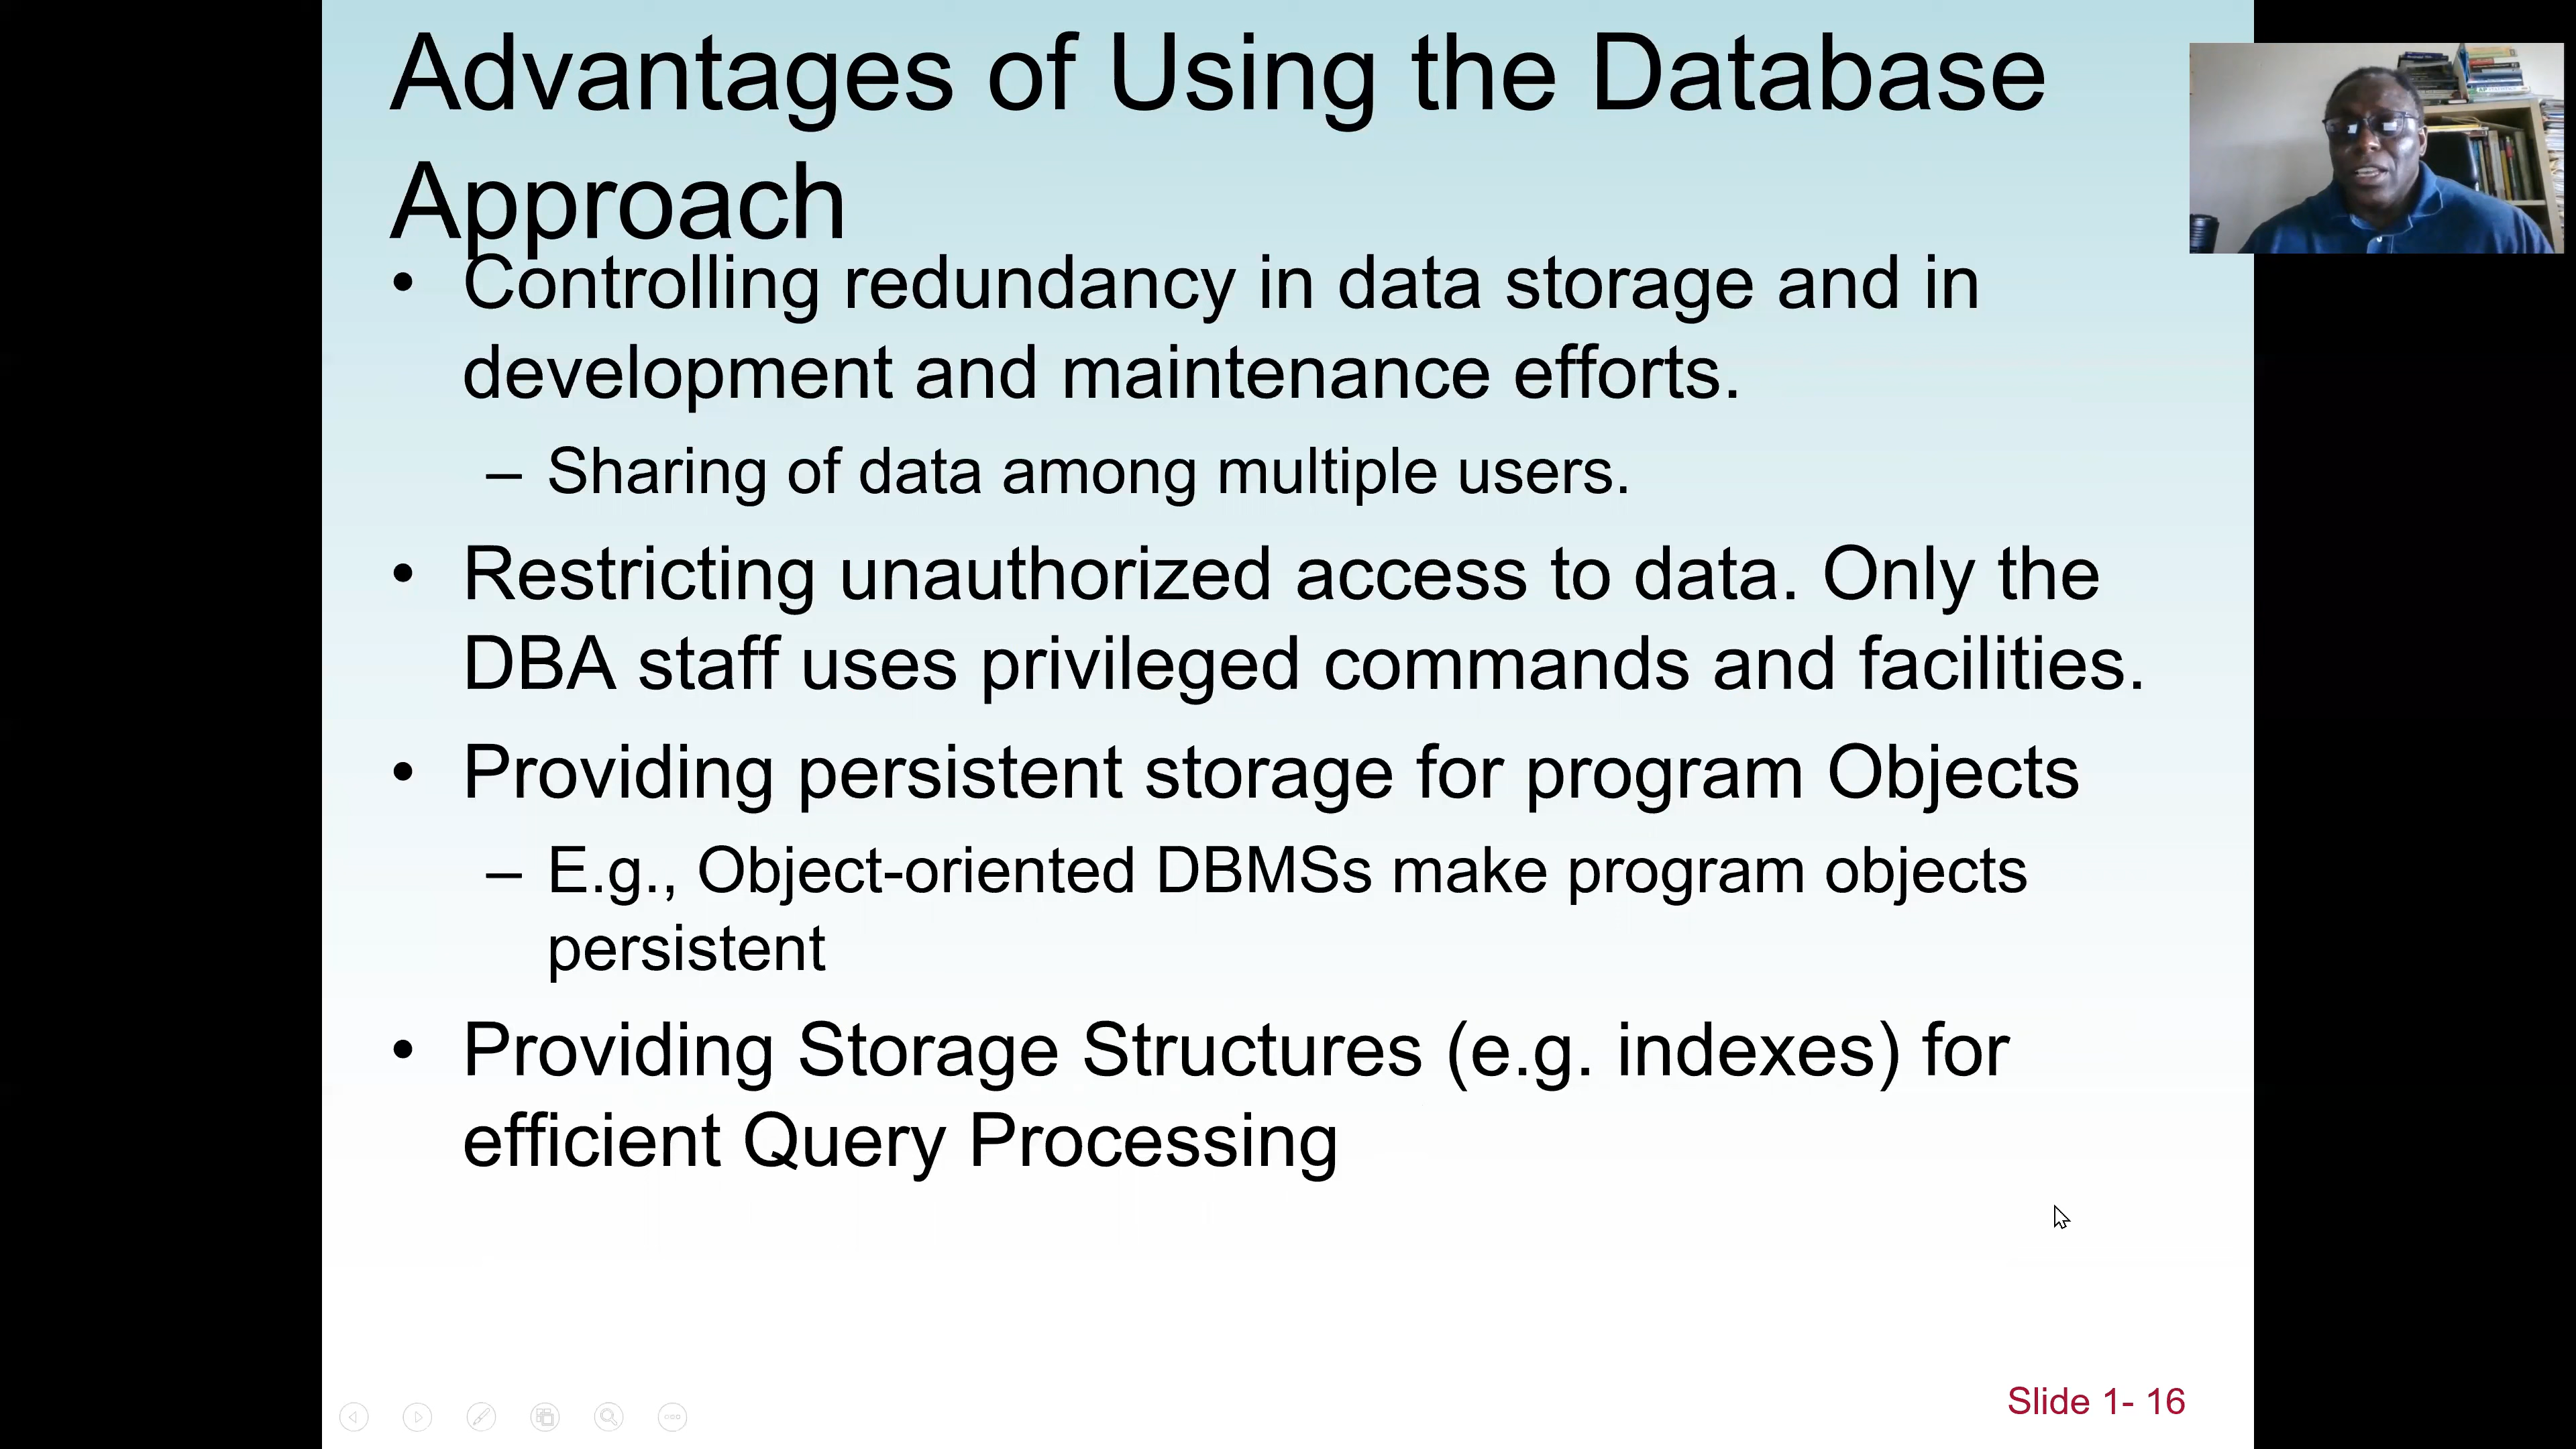 Advantages of Using the Database
Approach
• Controlling redundancy in data storage and in
development and maintenance efforts.
– Sharing of data among multiple users.
• Restricting unauthorized access to data. Only the
DBA staff uses privileged commands and facilities.
• Providing persistent storage for program Objects
– E.g., Object-oriented DBMSs make program objects
persistent
• Providing Storage Structures (e.g. indexes) for
efficient Query Processing
Slide 1- 16